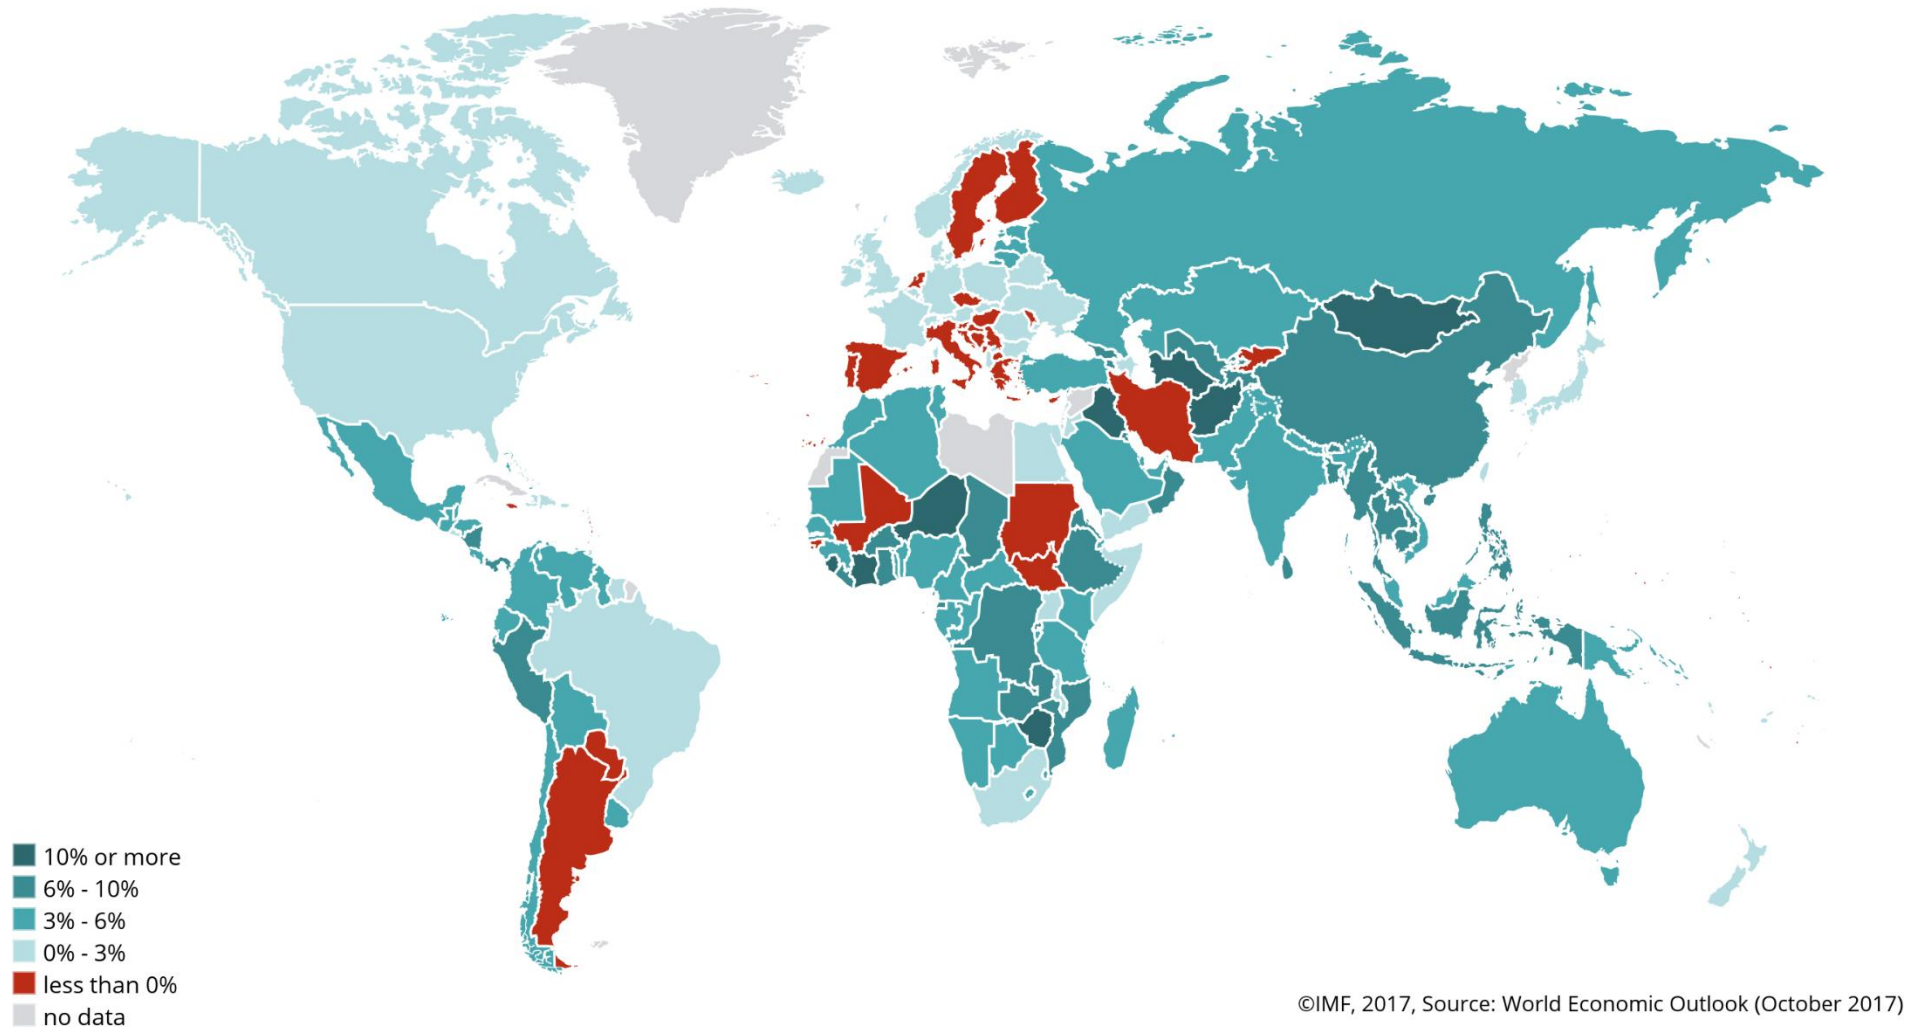 10% or more
6% - 10%
3% - 6%
0% - 3%
less than 0%
no data
©IMF, 2017, Source: World Economic Outlook (October 2017)